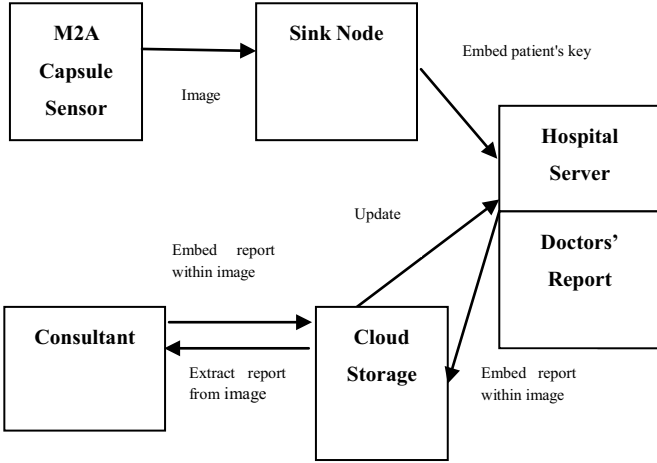 M2A
Capsule
Sensor
Image
Sink Node
Embed patient's key
Hospital
Server
Doctors’
Report
Update
Embed report
within image
Consultant
Extract report
from image
Cloud
Storage
Embed report
within image